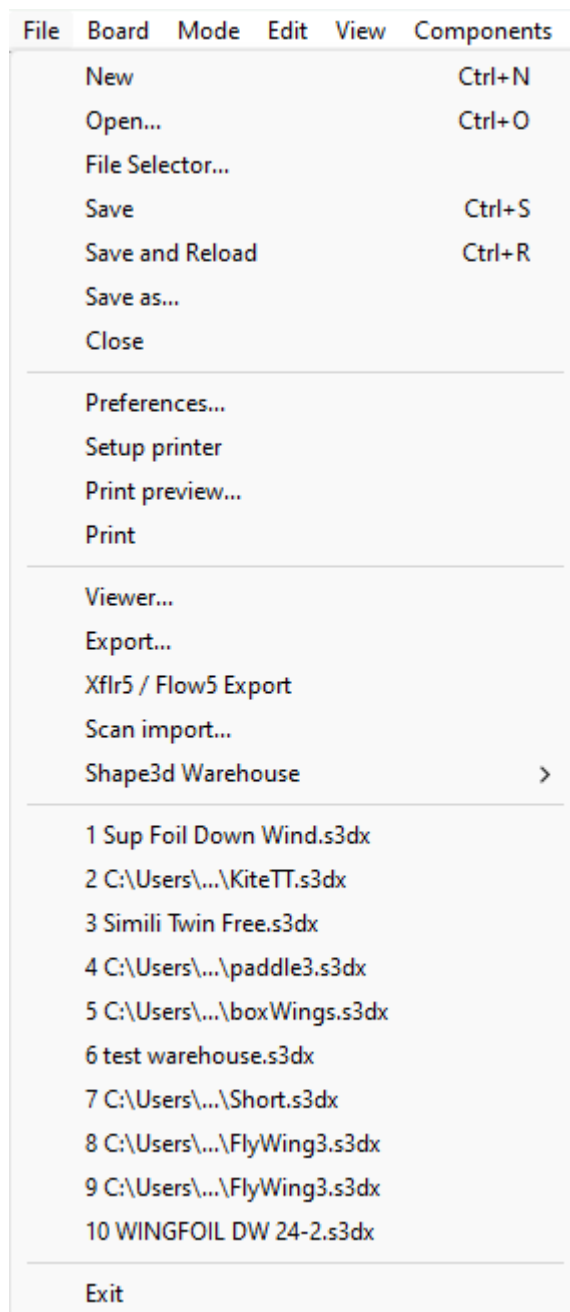 File Board Mode Edit View Components
New Ctrl+N
Open... Ctrl+O
File Selector...
Save Ctrl+S
Save and Reload Ctrl+R
Save as...
Close
Preferences...
Setup printer
Print preview...
Print
Viewer...
Export...
Xflr5 / Flow5 Export
Scan import...
Shape3d Warehouse >
1 Sup Foil Down Wind.s3dx
2 C:\Users\...\KiteTT.s3dx
3 Simili Twin Free.s3dx
4 C:\Users\...\paddle3.s3dx
5 C:\Users\...\boxWings.s3dx
6 test warehouse.s3dx
7 C:\Users\...\Short.s3dx
8 C:\Users\...\FlyWing3.s3dx
9 C:\Users\...\FlyWing3.s3dx
10 WINGFOIL DW 24-2.s3dx
Exit